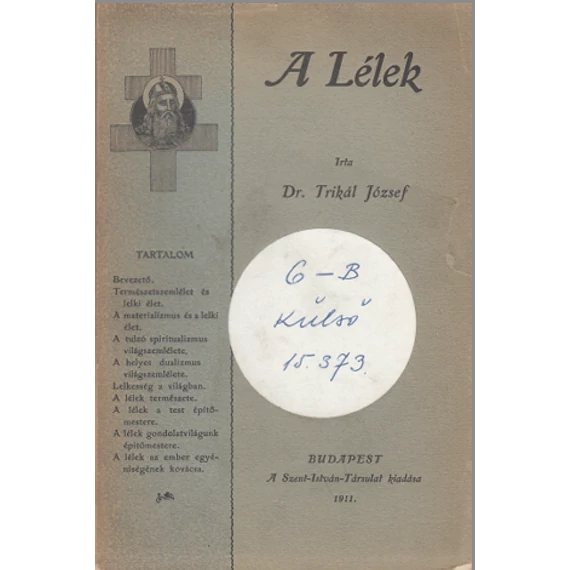 A Lélek
Irta
Dr. Trikál József
TARTALOM
Bevezető.
Természetszemlélet és
lelki élet.
A materializmus és a lelki
élet.
A túlzó spiritualizmus
világszemlélete.
A helyes dualizmus
világszemlélete.
Lelkesség a világban.
A lélek természete.
A lélek a test építő-
mestere.
A lélek gondolatvilágunk
építőmestere.
A lélek az ember egyé-
niségének kovácsa.
6-B
Külső
15.373.
BUDAPEST
A Szent-István-Társulat kiadása
1911.